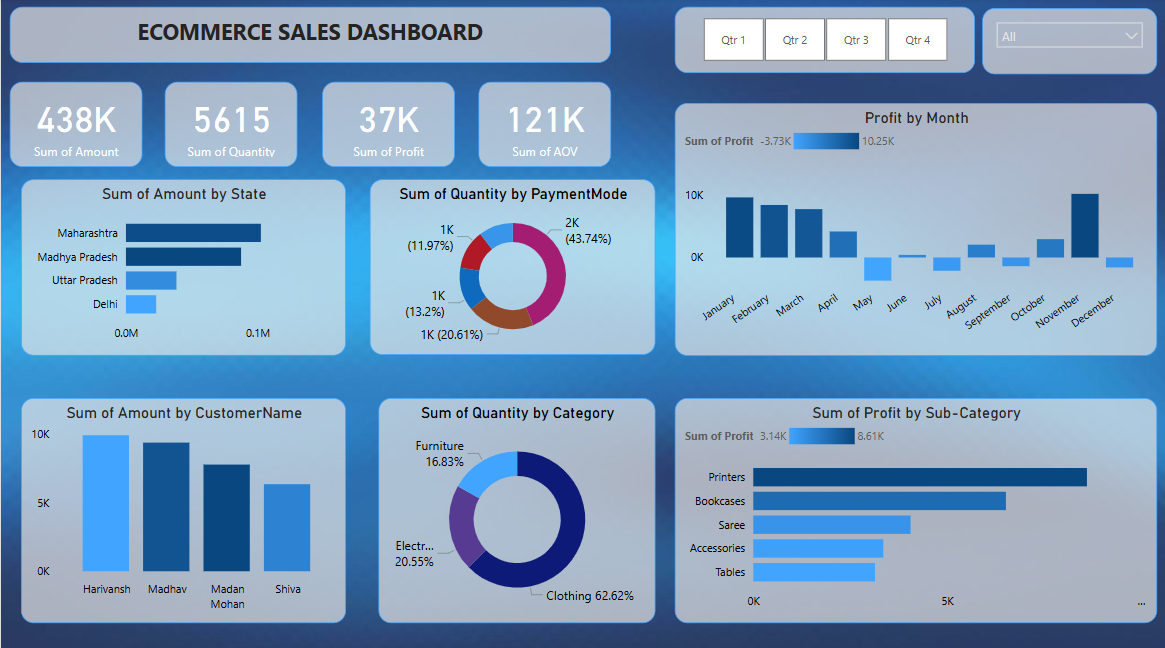 ECOMMERCE SALES DASHBOARD
Qtr 1
Qtr 2
Qtr 3
Qtr 4
All
438K
Sum of Amount
5615
Sum of Quantity
37K
Sum of Profit
121K
Sum of AOV
Profit by Month
Sum of Profit -3.73K 10.25K
10K
0K
January
February
March
April
May
June
July
August
September
October
November
December
Sum of Amount by State
Maharashtra
Madhya Pradesh
Uttar Pradesh
Delhi
0.0M
0.1M
Sum of Quantity by PaymentMode
2K
(43.74%)
1K
(11.97%)
1K
(13.2%)
1K (20.61%)
Sum of Amount by CustomerName
10K
5K
0K
Harivansh
Madhav
Madan
Mohan
Shiva
Sum of Quantity by Category
Furniture
16.83%
Electr...
20.55%
Clothing 62.62%
Sum of Profit by Sub-Category
Sum of Profit 3.14K 8.61K
Printers
Bookcases
Saree
Accessories
Tables
0K
5K
...